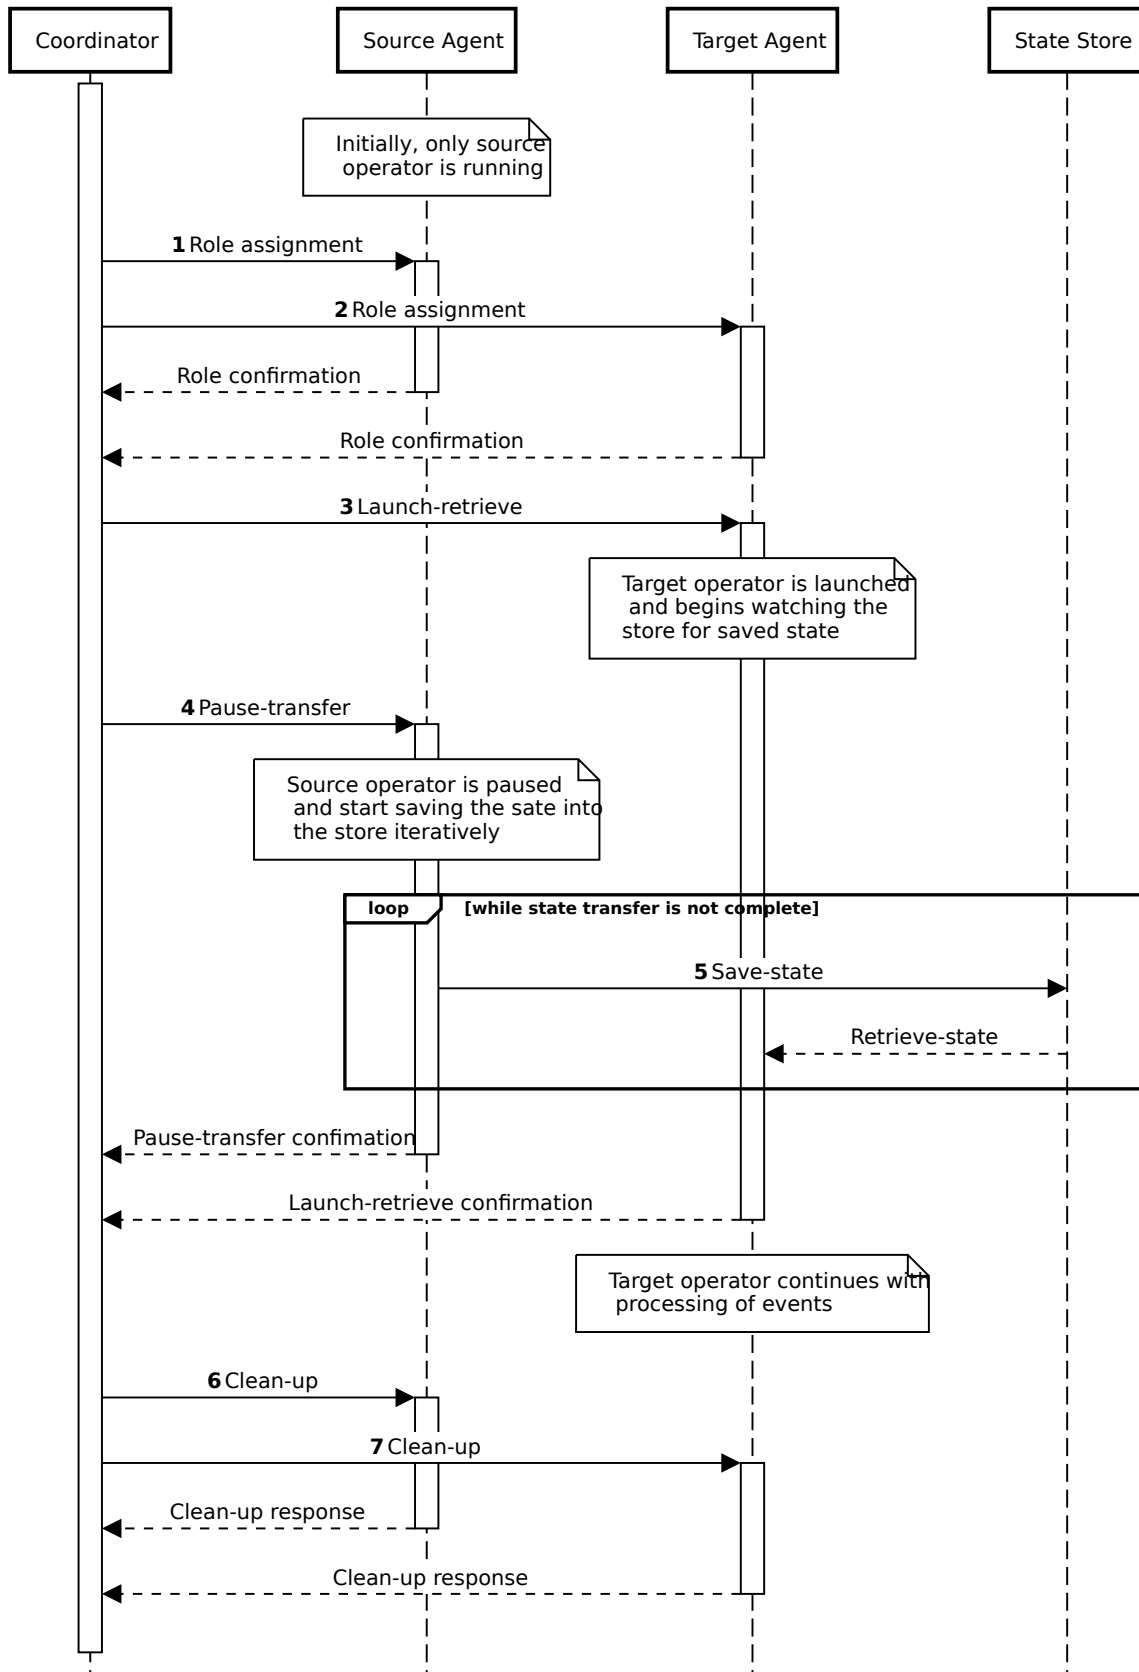 Coordinator
Source Agent
Target Agent
State Store
Initially, only source
operator is running
1 Role assignment
2 Role assignment
Role confirmation
Role confirmation
3 Launch-retrieve
Target operator is launched
and begins watching the
store for saved state
4 Pause-transfer
Source operator is paused
and start saving the sate into
the store iteratively
loop [while state transfer is not complete]
5 Save-state
Retrieve-state
Pause-transfer confimation
Launch-retrieve confirmation
Target operator continues with
processing of events
6 Clean-up
7 Clean-up
Clean-up response
Clean-up response